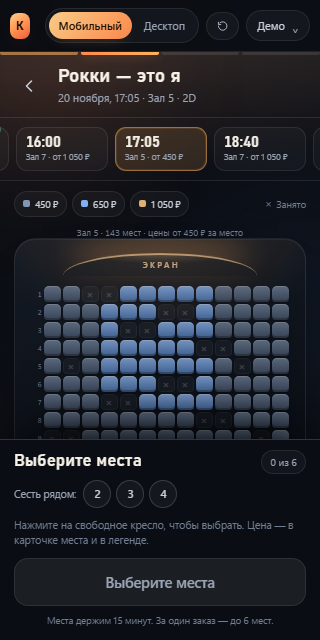 К
Мобильный
Десктоп
Демо
Рокки — это я
20 ноября, 17:05 · Зал 5 · 2D
16:00
Зал 7 · от 1 050 ₽
17:05
Зал 5 · от 450 ₽
18:40
Зал 7 · от 1 050 ₽
450 ₽
650 ₽
1 050 ₽
× Занято
Зал 5 · 143 мест · цены от 450 ₽ за место
ЭКРАН
1
2
3
4
5
6
7
8
Выберите места
0 из 6
Сесть рядом:
2
3
4
Нажмите на свободное кресло, чтобы выбрать. Цена — в
карточке места и в легенде.
Выберите места
Места держим 15 минут. За один заказ — до 6 мест.